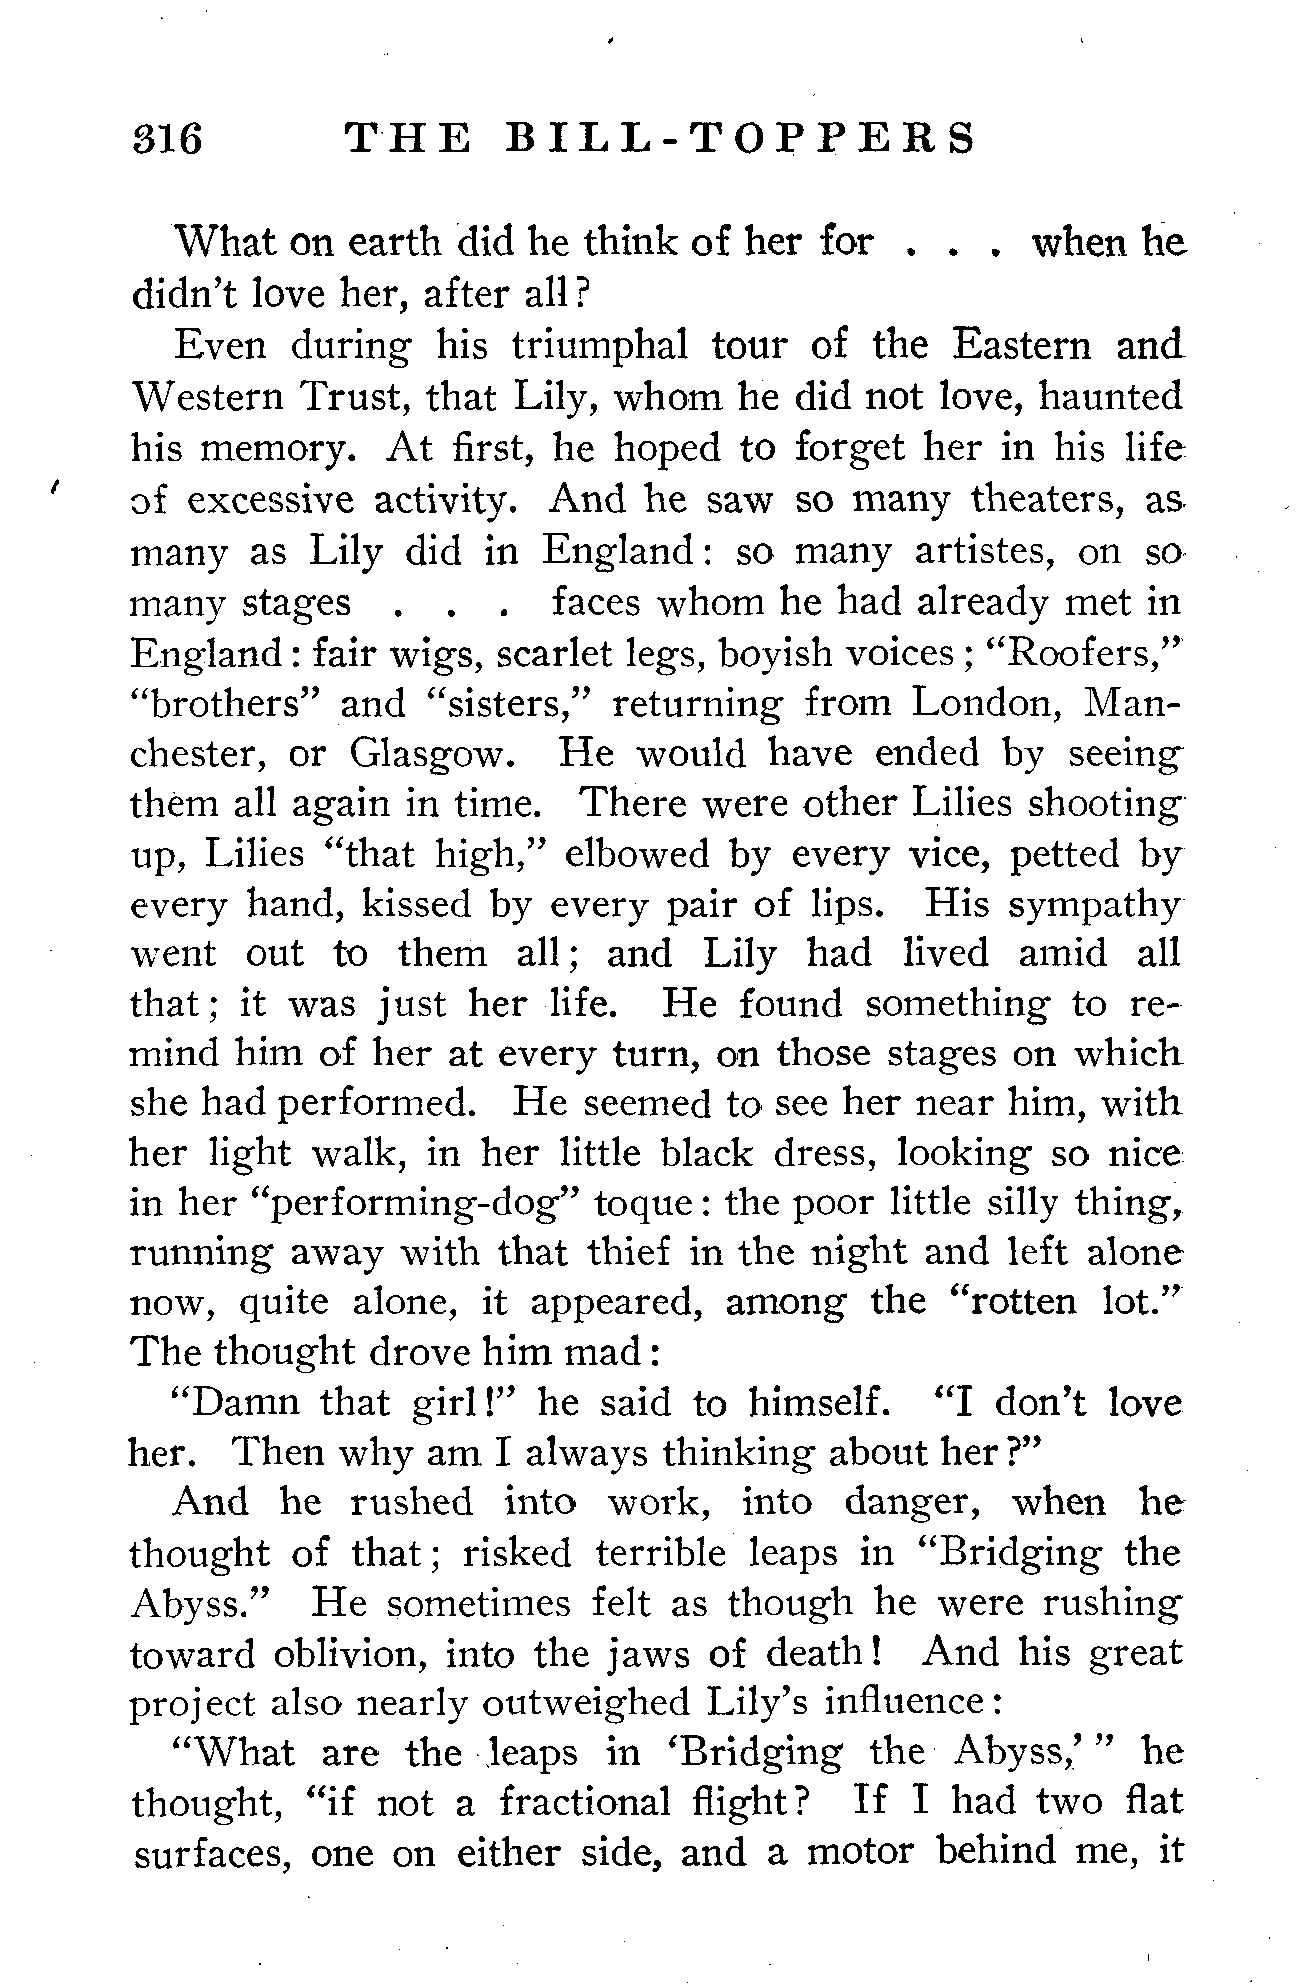 316 THE BILL-TOPPERS
What on earth did he think of her for . . . when he
didn't love her, after all?
Even during his triumphal tour of the Eastern and
Western Trust, that Lily, whom he did not love, haunted
his memory. At first, he hoped to forget her in his life
of excessive activity. And he saw so many theaters, as
many as Lily did in England: so many artistes, on so
many stages . . . faces whom he had already met in
England: fair wigs, scarlet legs, boyish voices; “Roofers,”
“brothers” and “sisters,” returning from London, Man-
chester, or Glasgow. He would have ended by seeing
them all again in time. There were other Lilies shooting
up, Lilies “that high,” elbowed by every vice, petted by
every hand, kissed by every pair of lips. His sympathy
went out to them all; and Lily had lived amid all
that; it was just her life. He found something to re-
mind him of her at every turn, on those stages on which
she had performed. He seemed to see her near him, with
her light walk, in her little black dress, looking so nice
in her “performing-dog” toque: the poor little silly thing,
running away with that thief in the night and left alone
now, quite alone, it appeared, among the “rotten lot.”
The thought drove him mad:
“Damn that girl!” he said to himself. “I don't love
her. Then why am I always thinking about her?”
And he rushed into work, into danger, when he
thought of that; risked terrible leaps in “Bridging the
Abyss.” He sometimes felt as though he were rushing
toward oblivion, into the jaws of death! And his great
project also nearly outweighed Lily's influence:
“What are the leaps in ‘Bridging the Abyss,’ ” he
thought, “if not a fractional flight? If I had two flat
surfaces, one on either side, and a motor behind me, it